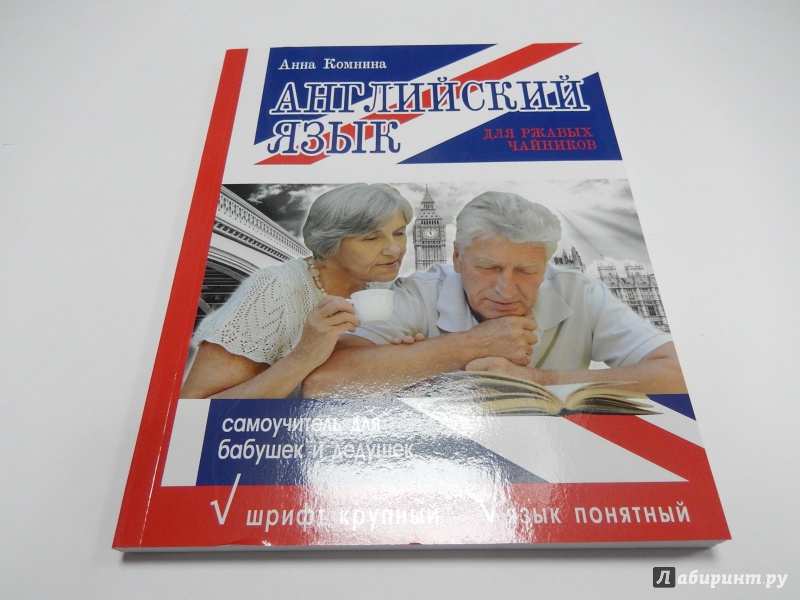 Анна Комнина
АНГЛИЙСКИЙ
ЯЗЫК
ДЛЯ РЖАВЫХ
ЧАЙНИКОВ
самоучитель для
бабушек и дедушек
√ шрифт крупный √ язык понятный
Лабиринт.ру